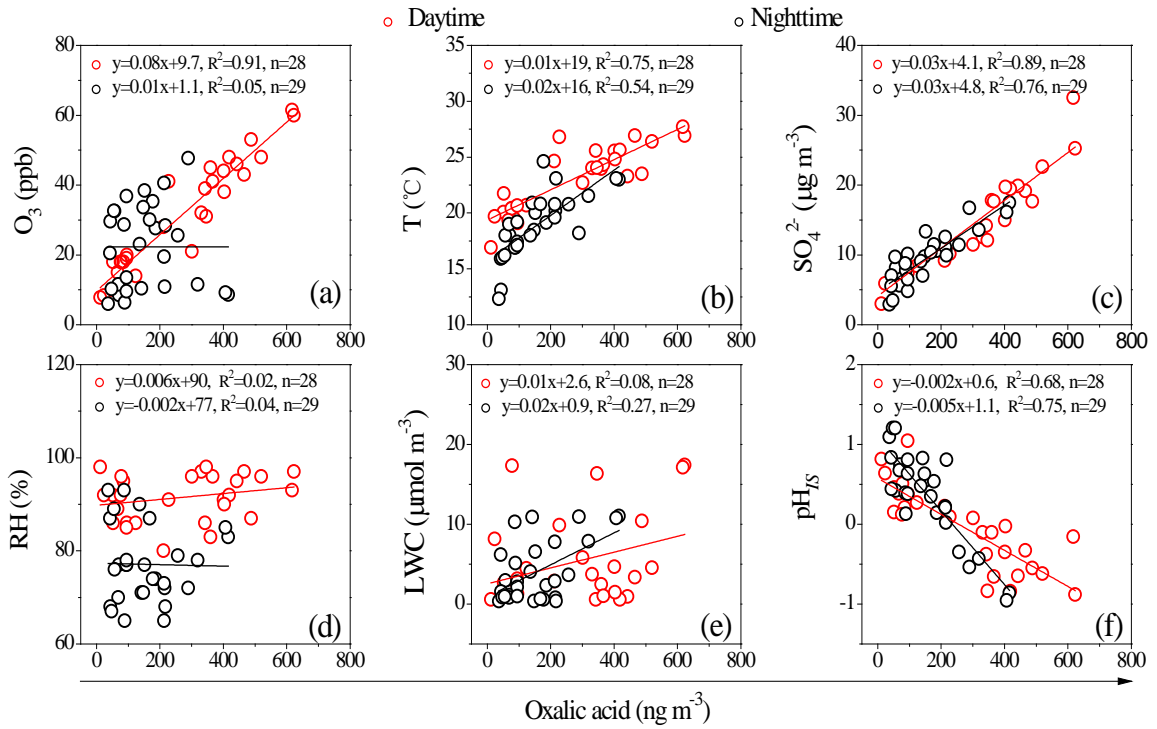 Daytime Nighttime
80
60
40
20
0
O3 (ppb)
y=0.08x+9.7, R²=0.91, n=28
y=0.01x+1.1, R²=0.05, n=29
(a)
0 200 400 600 800
35
30
25
20
15
10
T (℃)
y=0.01x+19, R²=0.75, n=28
y=0.02x+16, R²=0.54, n=29
(b)
0 200 400 600 800
40
30
20
10
0
SO4²⁻ (μg m⁻³)
y=0.03x+4.1, R²=0.89, n=28
y=0.03x+4.8, R²=0.76, n=29
(c)
0 200 400 600 800
120
100
80
60
RH (%)
y=0.006x+90, R²=0.02, n=28
y=-0.002x+77, R²=0.04, n=29
(d)
0 200 400 600 800
30
20
10
0
LWC (μmol m⁻³)
y=0.01x+2.6, R²=0.08, n=28
y=0.02x+0.9, R²=0.27, n=29
(e)
0 200 400 600 800
2
1
0
-1
pHIS
y=-0.002x+0.6, R²=0.68, n=28
y=-0.005x+1.1, R²=0.75, n=29
(f)
0 200 400 600 800
Oxalic acid (ng m⁻³)